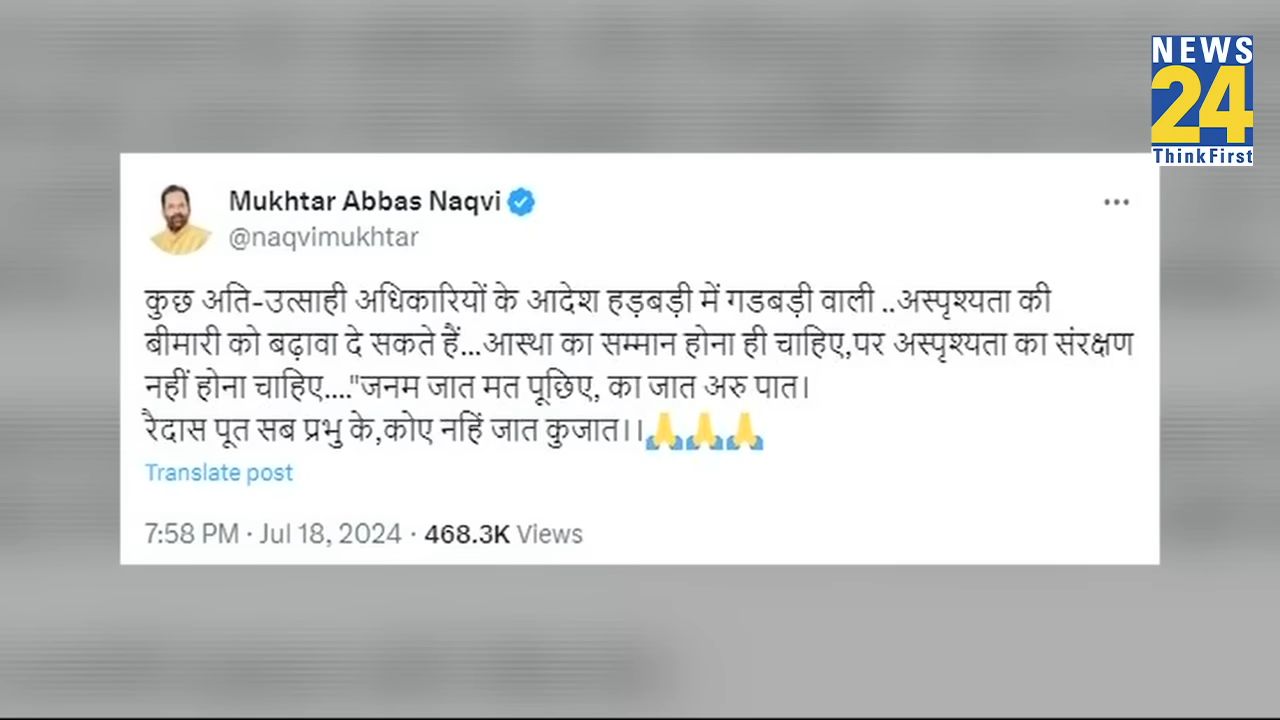 NEWS
24
ThinkFirst
Mukhtar Abbas Naqvi
@naqvimukhtar
कुछ अति-उत्साही अधिकारियों के आदेश हड़बड़ी में गडबड़ी वाली ..अस्पृश्यता की
बीमारी को बढ़ावा दे सकते हैं...आस्था का सम्मान होना ही चाहिए,पर अस्पृश्यता का संरक्षण
नहीं होना चाहिए...."जनम जात मत पूछिए, का जात अरु पात।
रैदास पूत सब प्रभु के,कोए नहिं जात कुजात।।🙏🙏🙏
Translate post
7:58 PM · Jul 18, 2024 · 468.3K Views